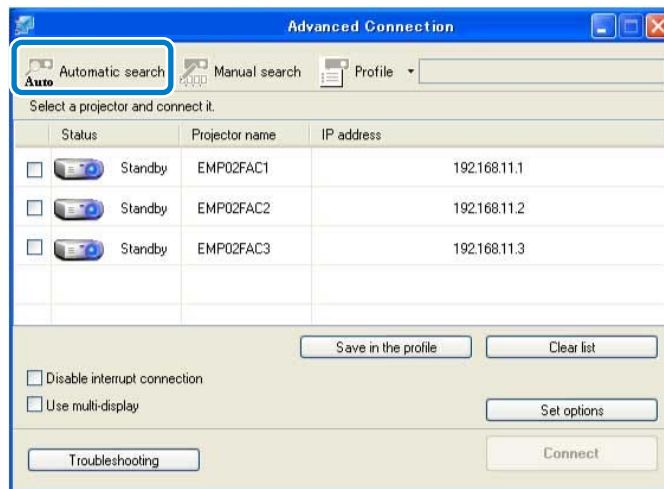 Advanced Connection
Auto Automatic search Manual search Profile
Select a projector and connect it.
Status Projector name IP address
Standby EMP02FAC1 192.168.11.1
Standby EMP02FAC2 192.168.11.2
Standby EMP02FAC3 192.168.11.3
Save in the profile Clear list
Disable interrupt connection
Use multi-display
Set options
Troubleshooting Connect